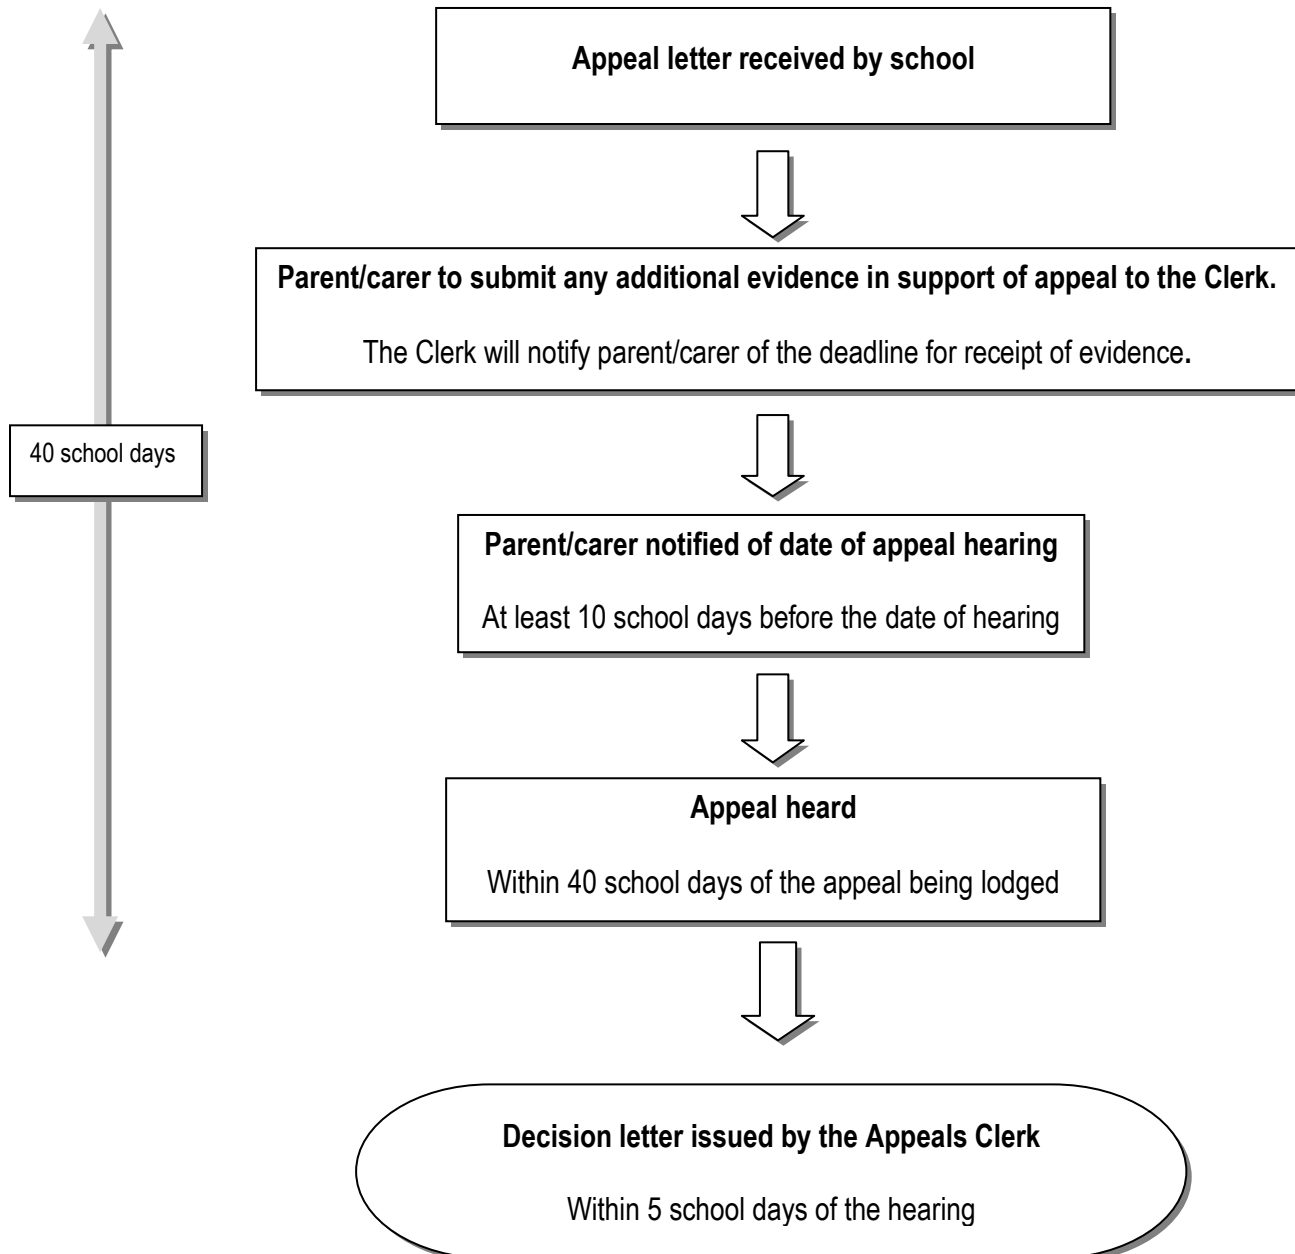 Appeal letter received by school
Parent/carer to submit any additional evidence in support of appeal to the Clerk.
The Clerk will notify parent/carer of the deadline for receipt of evidence.
40 school days
Parent/carer notified of date of appeal hearing
At least 10 school days before the date of hearing
Appeal heard
Within 40 school days of the appeal being lodged
Decision letter issued by the Appeals Clerk
Within 5 school days of the hearing